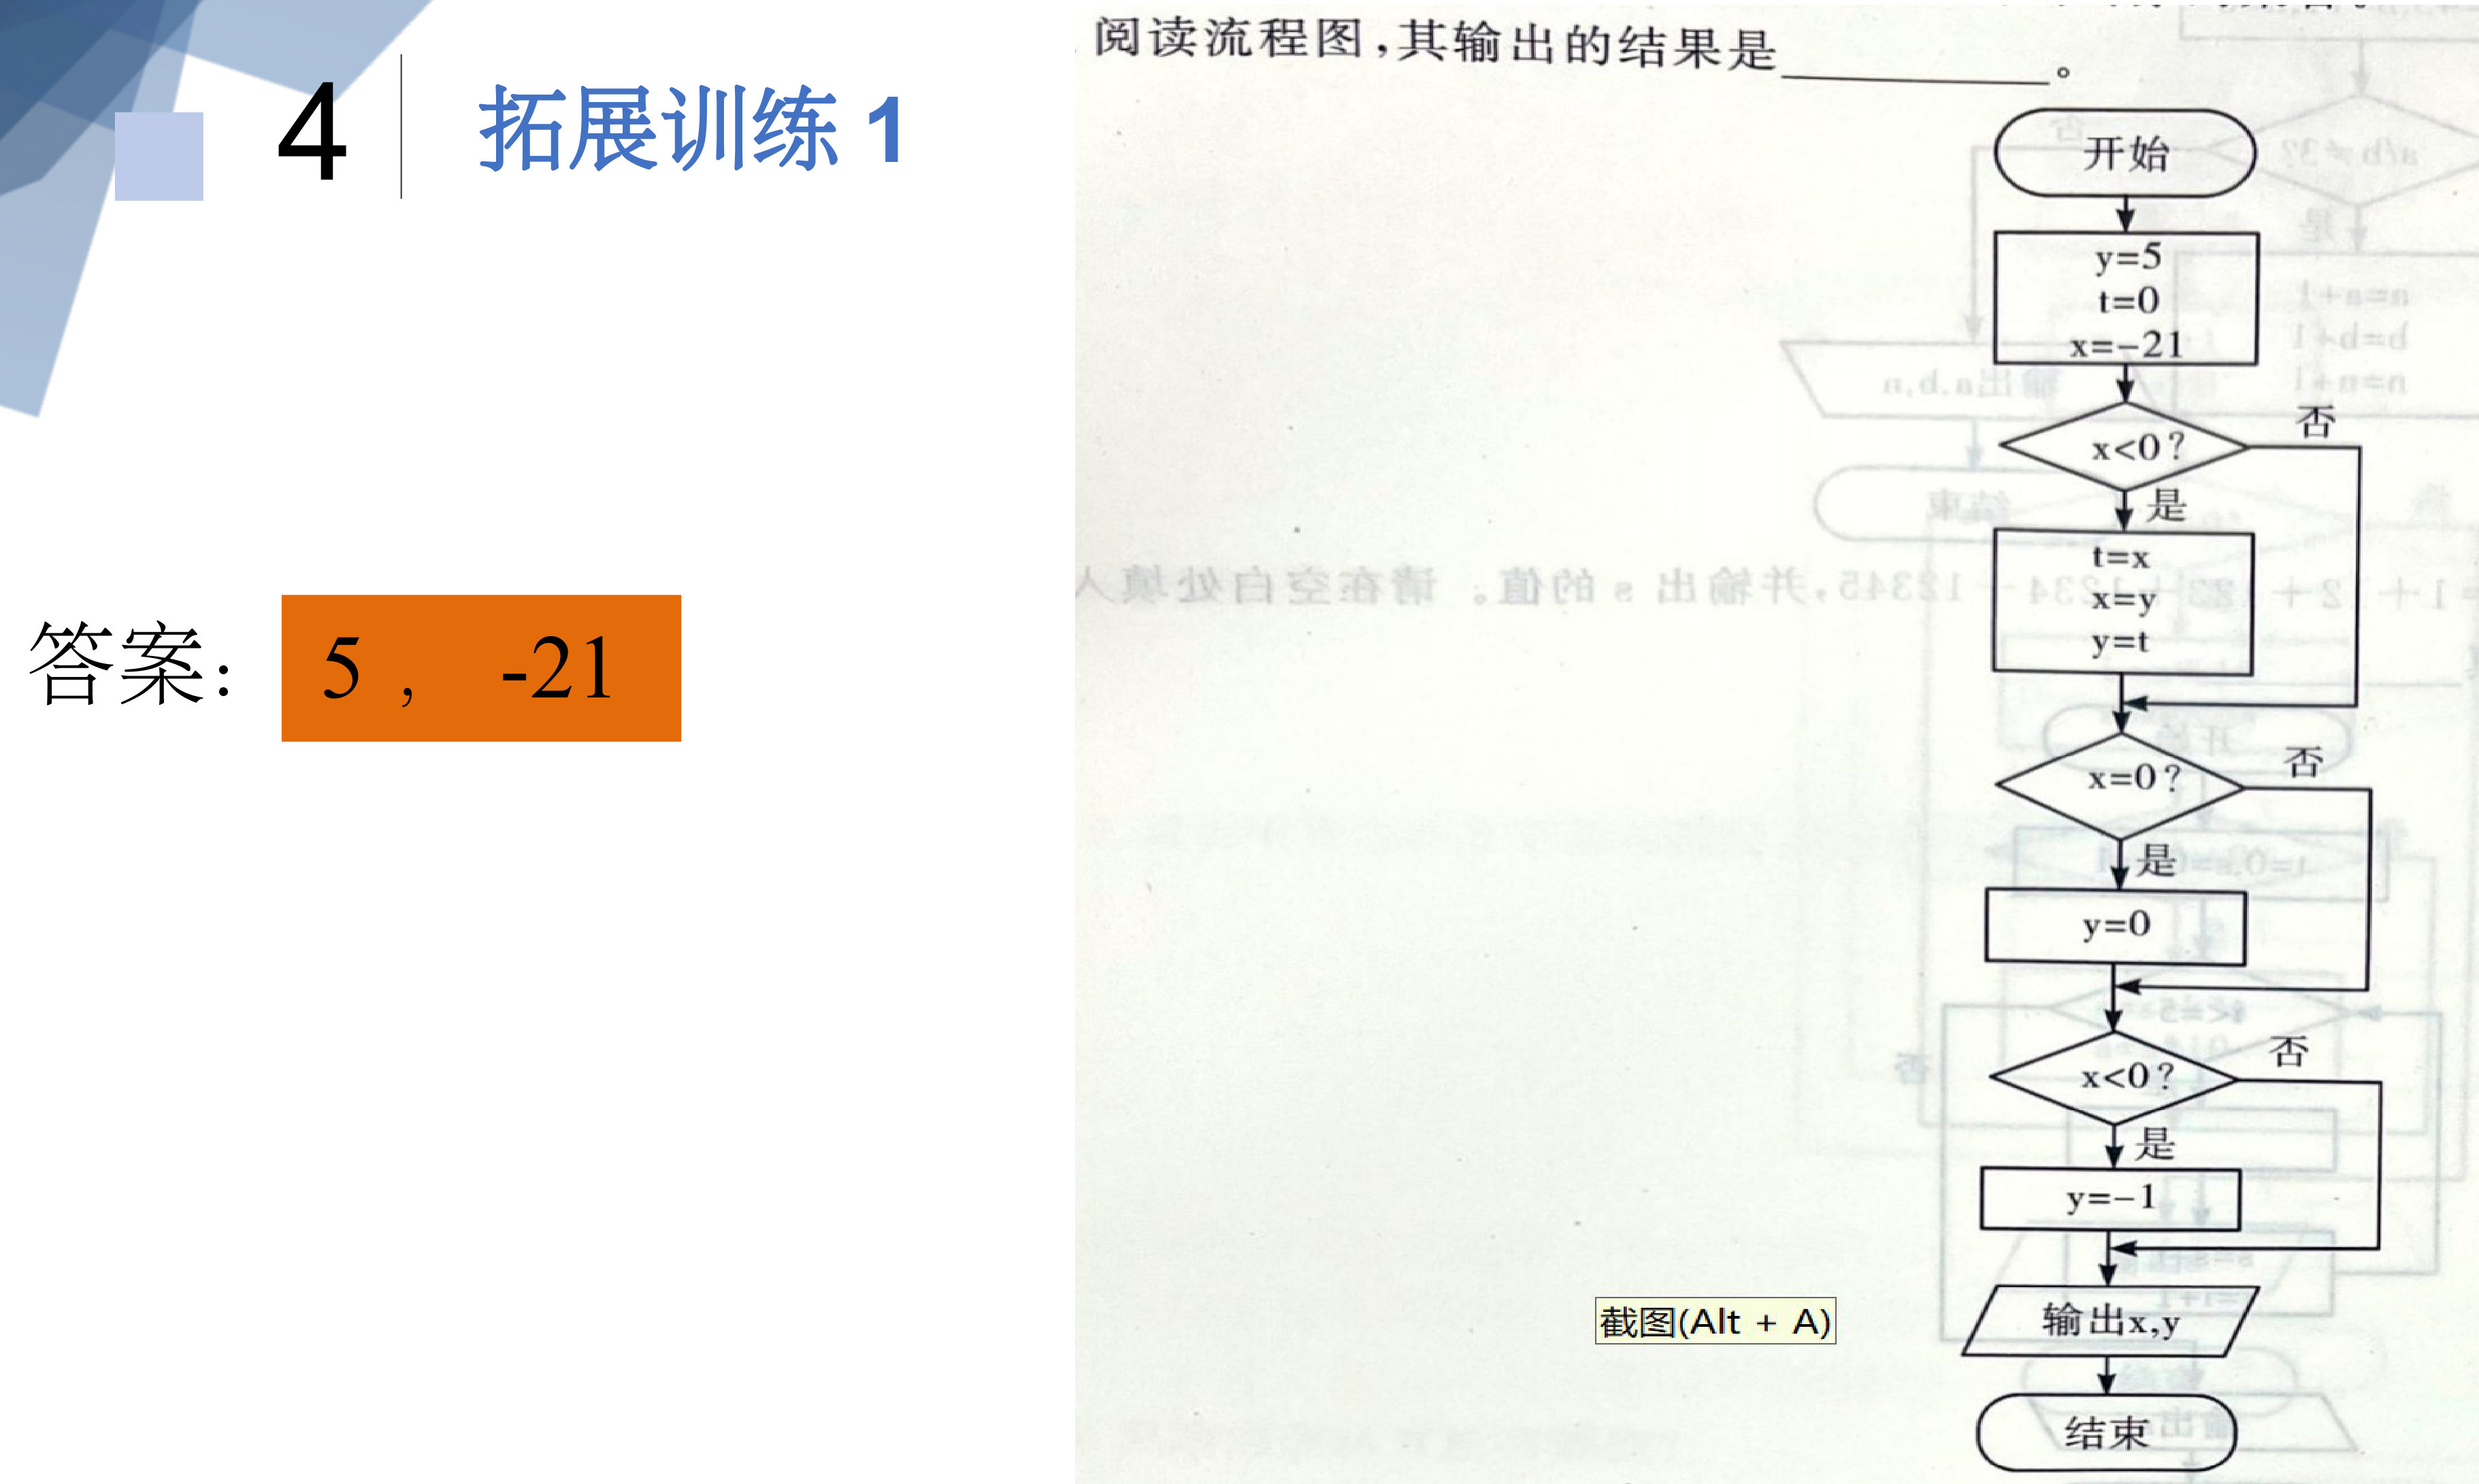 4
拓展训练 1
阅读流程图,其输出的结果是________。
答案: 5 , -21
开始
y=5
t=0
x=-21
x<0?
否
是
t=x
x=y
y=t
x=0?
否
是
y=0
x<0?
否
是
y=-1
输出x,y
结束
截图(Alt + A)